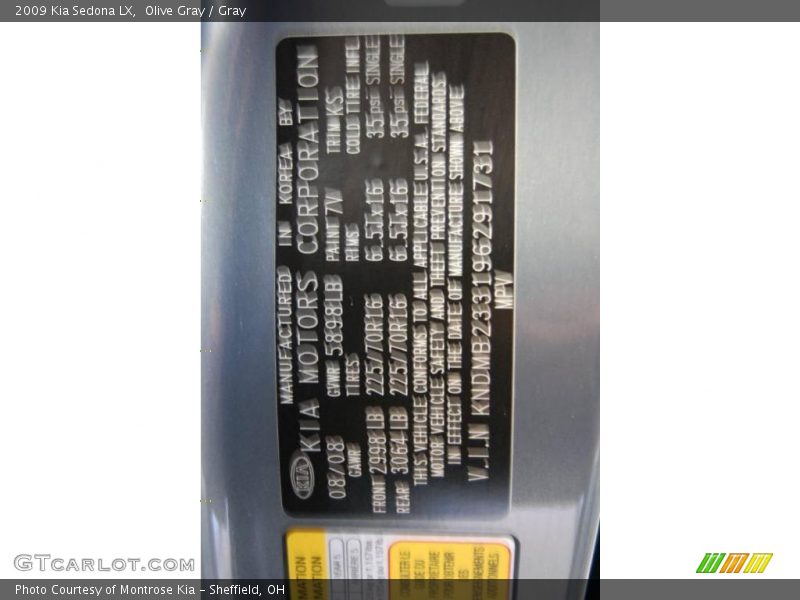 2009 Kia Sedona LX, Olive Gray / Gray
MANUFACTURED IN KOREA BY
KIA KIA MOTORS CORPORATION
08/08 GVWR 5898LB PAINT 7V TRIM KS
GAWR TIRES RIMS COLD TIRE INFL
FRONT 2998LB 225/70R16 6.5Jx16 35psi SINGLE
REAR 3064LB 225/70R16 6.5Jx16 35psi SINGLE
THIS VEHICLE CONFORMS TO ALL APPLICABLE U.S.A. FEDERAL
MOTOR VEHICLE SAFETY AND THEFT PREVENTION STANDARDS
IN EFFECT ON THE DATE OF MANUFACTURE SHOWN ABOVE
V.I.N KNDMB233196291731
MPV
GTCARLOT.COM
Photo Courtesy of Montrose Kia - Sheffield, OH